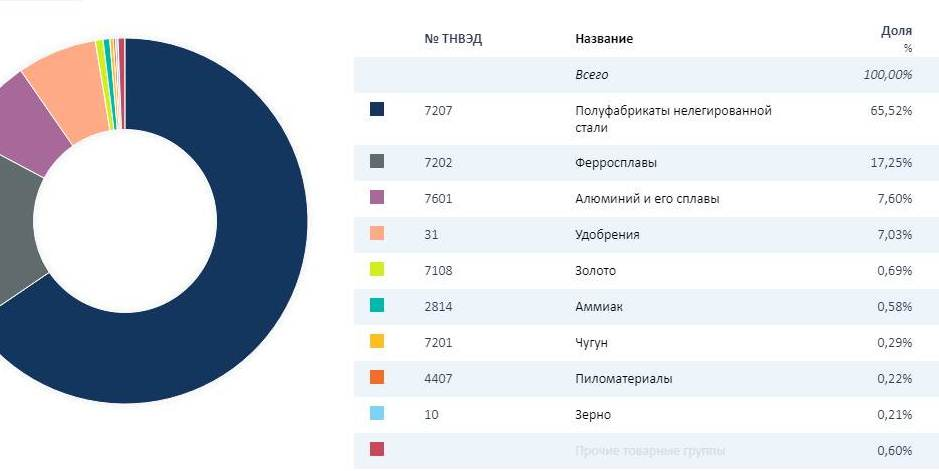 № ТНВЭД Название Доля
%
Всего 100,00%
7207 Полуфабрикаты нелегированной 65,52%
стали
7202 Ферросплавы 17,25%
7601 Алюминий и его сплавы 7,60%
31 Удобрения 7,03%
7108 Золото 0,69%
2814 Аммиак 0,58%
7201 Чугун 0,29%
4407 Пиломатериалы 0,22%
10 Зерно 0,21%
Прочие товарные группы 0,60%